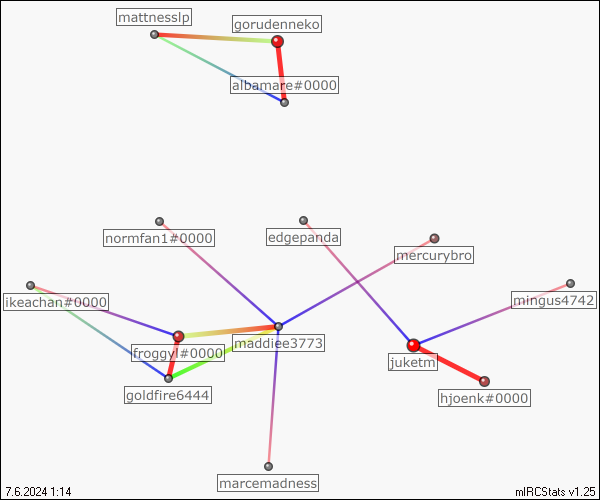 mattnesslp
gorudenneko
albamare#0000
normfan1#0000
edgepanda
mercurybro
ikeachan#0000
mingus4742
froggyl#0000
maddiee3773
juketm
goldfire6444
hjoenk#0000
marcemadness
7.6.2024 1:14
mIRCStats v1.25